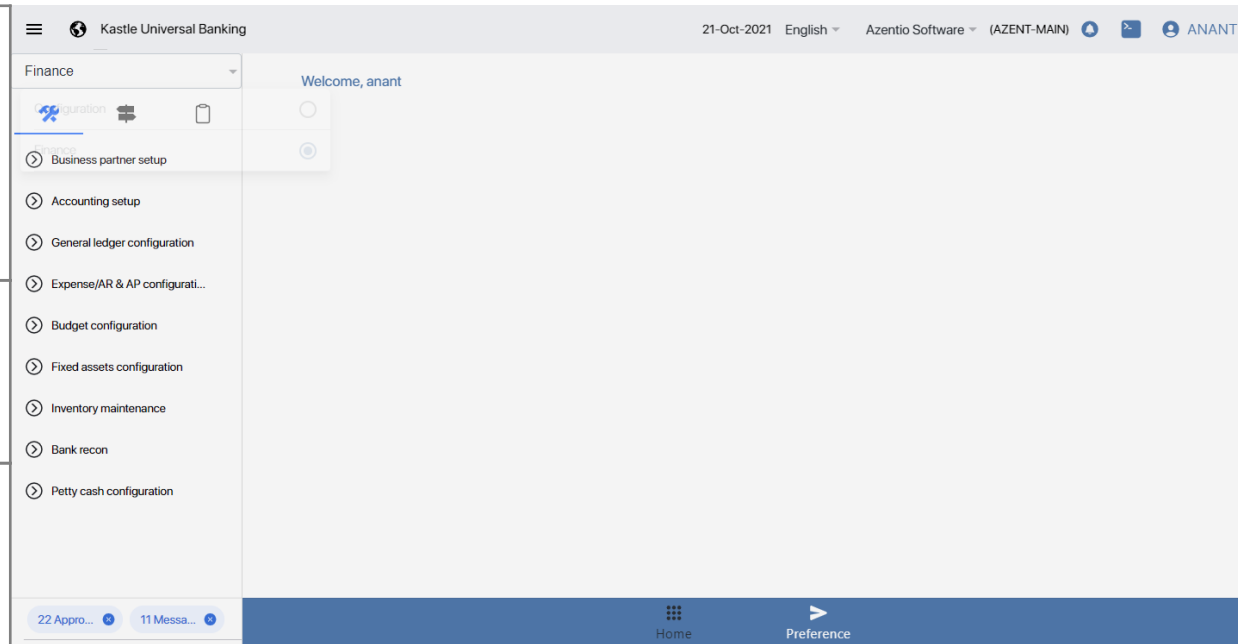 Kastle Universal Banking
21-Oct-2021 English Azentio Software (AZENT-MAIN) ANANT
Finance
Welcome, anant
Configuration
Finance
Business partner setup
Accounting setup
General ledger configuration
Expense/AR & AP configurati...
Budget configuration
Fixed assets configuration
Inventory maintenance
Bank recon
Petty cash configuration
22 Appro... 11 Messa...
Home Preference